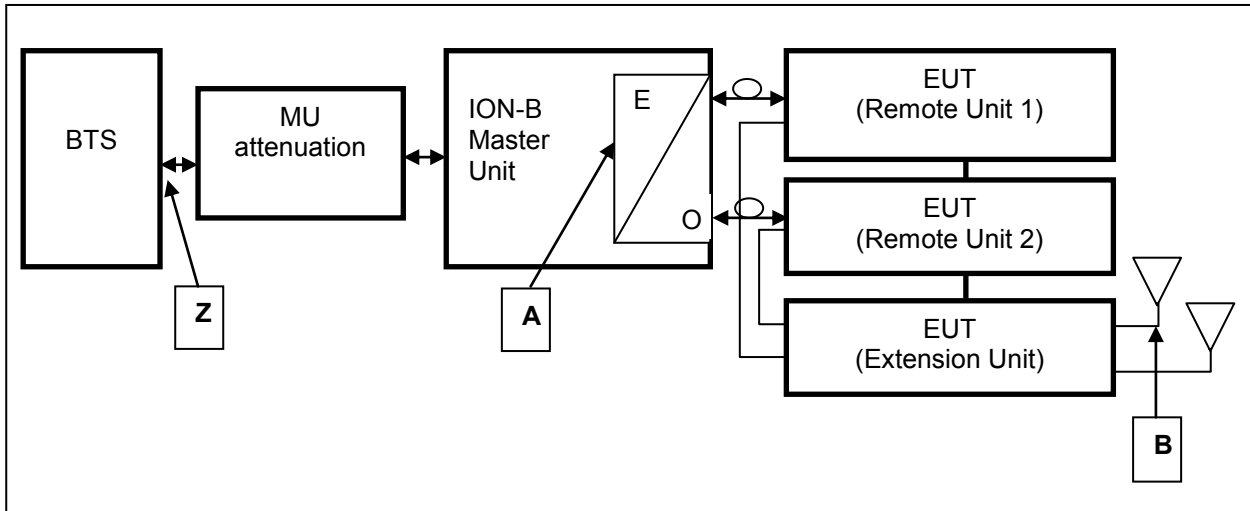 BTS
MU
attenuation
ION-B
Master
Unit
E
O
EUT
(Remote Unit 1)
EUT
(Remote Unit 2)
EUT
(Extension Unit)
Z
A
B